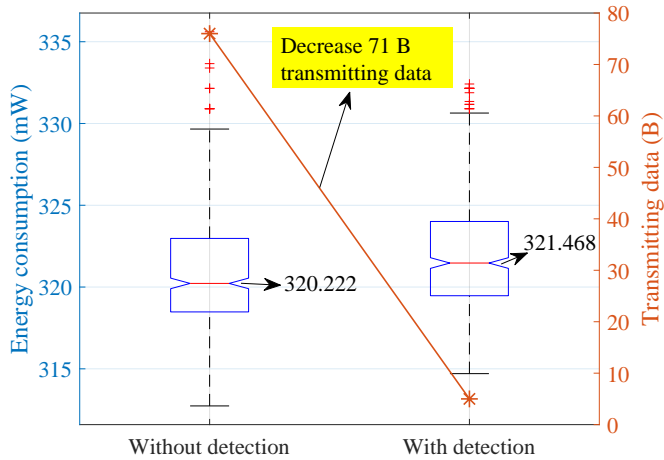 Energy consumption (mW)
335
330
325
320
315
Decrease 71 B
transmitting data
320.222
321.468
80
70
60
50
40
30
20
10
0
Transmitting data (B)
Without detection
With detection